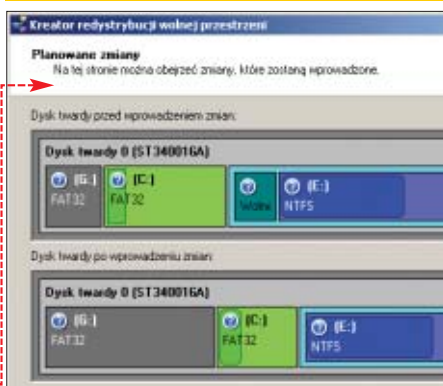 Kreator redystrybucji wolnej przestrzeni
Planowane zmiany
Na tej stronie można obejrzeć zmiany, które zostaną wprowadzone.
Dysk twardy przed wprowadzeniem zmian:
Dysk twardy 0 (ST340016A)
(G:) (C:) (E:)
FAT32 FAT32 Wolne NTFS
Dysk twardy po wprowadzeniu zmian:
Dysk twardy 0 (ST340016A)
(G:) (C:) (E:)
FAT32 FAT32 NTFS